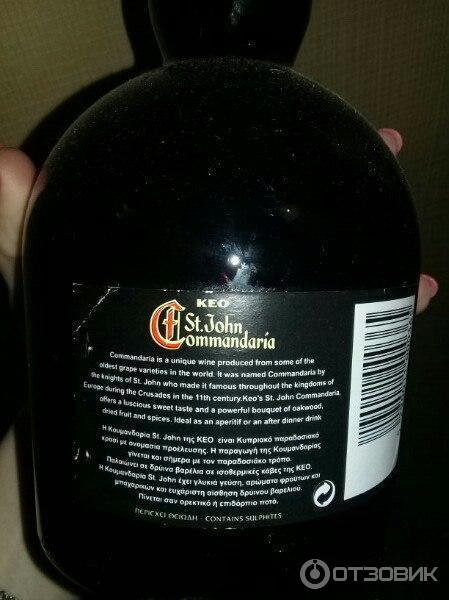 KEO
St. John
Commandaria
Commandaria is a unique wine produced from some of the
oldest grape varieties in the world. It was named Commandaria by
the knights of St. John who made it famous throughout the kingdoms of
Europe during the Crusades in the 11th century.Keo's St. John Commandaria
offers a luscious sweet taste and a powerful bouquet of oakwood,
dried fruit and spices. Ideal as an aperitif or an after dinner drink
Η Κουμανδαρία St. John της ΚΕΟ είναι Κυπριακό παραδοσιακό
κρασί με ονομασία προέλευσης. Η παραγωγή της Κουμανδαρίας
γίνεται και σήμερα με τον παραδοσιακό τρόπο.
Παλαιώνει σε δρύινα βαρέλια σε ισοθερμικές κάβες της ΚΕΟ.
Η Κουμανδαρία St. John έχει γλυκιά γεύση, αρώματα φρούτων και
μπαχαρικών και ευχάριστη αίσθηση δρύινου βαρελιού.
Πίνεται σαν ορεκτικό ή επιδόρπιο ποτό.
ΠΕΡΙΕΧΕΙ ΘΕΙΩΔΗ - CONTAINS SULPHITES
ОТЗОВИК